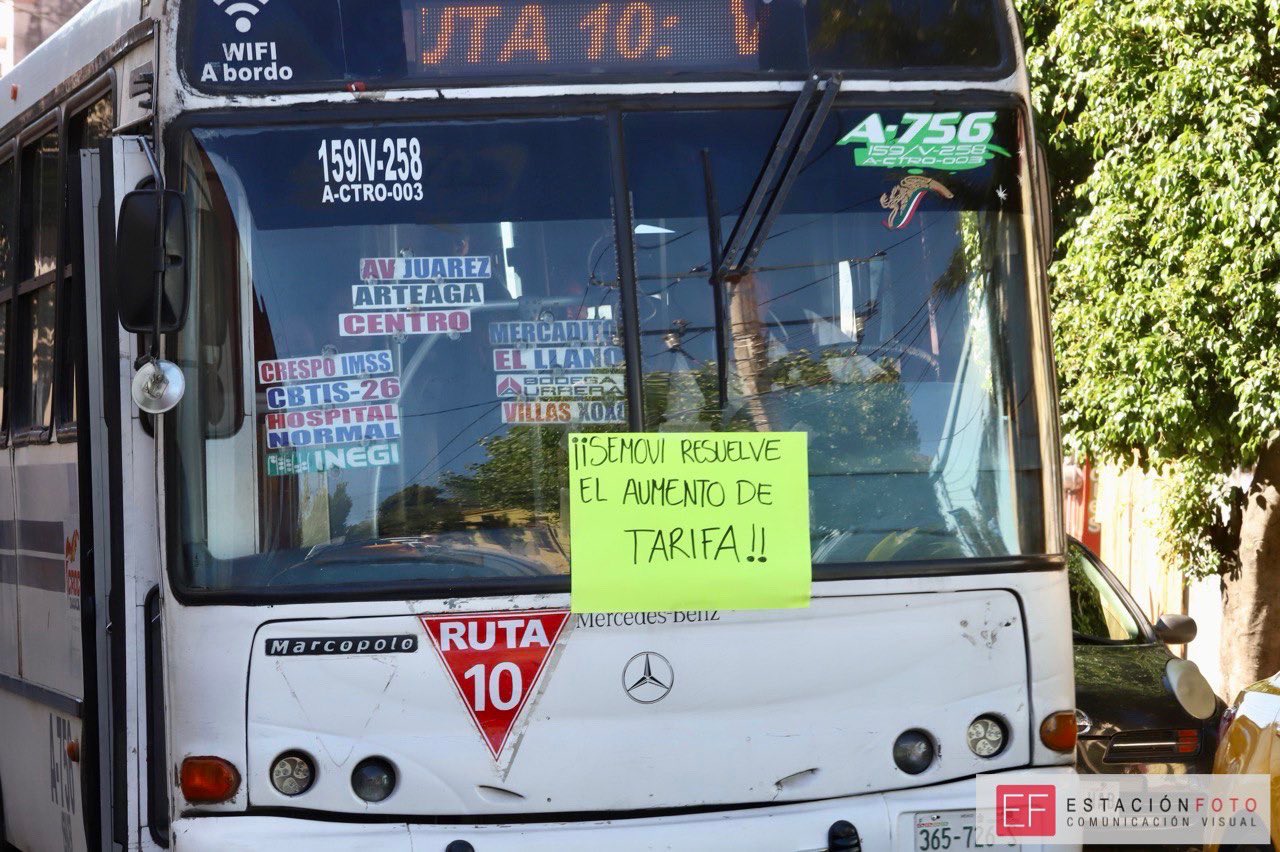 WIFI
A bordo
UTA 10: V
159/V-258
A-CTRO-003
A-756
159/V-258
A-CTRO-003
AV JUAREZ
ARTEAGA
CENTRO
CRESPO IMSS
CBTIS-26
HOSPITAL
NORMAL
INEGI
MERCADITO
EL LLANO
BODEGA
AURRERA
VILLAS XOXO
¡¡SEMOVI RESUELVE
EL AUMENTO DE
TARIFA!!
Mercedes-Benz
Marcopolo
RUTA
10
EF ESTACIÓNFOTO
COMUNICACIÓN VISUAL